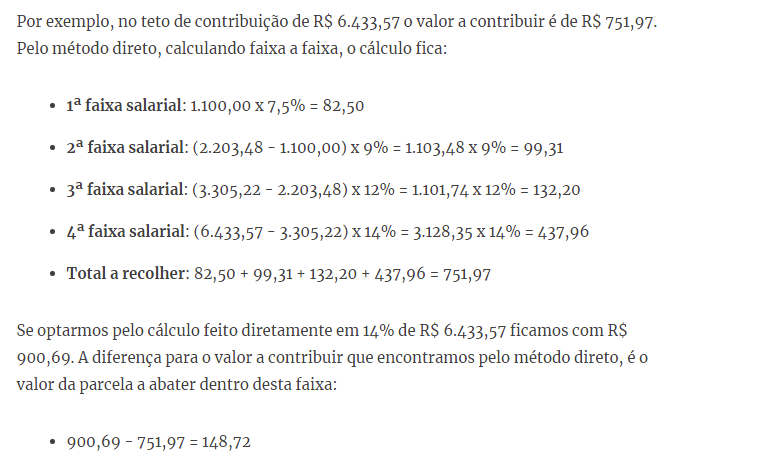 Por exemplo, no teto de contribuição de R$ 6.433,57 o valor a contribuir é de R$ 751,97.
Pelo método direto, calculando faixa a faixa, o cálculo fica:
• 1ª faixa salarial: 1.100,00 x 7,5% = 82,50
• 2ª faixa salarial: (2.203,48 - 1.100,00) x 9% = 1.103,48 x 9% = 99,31
• 3ª faixa salarial: (3.305,22 - 2.203,48) x 12% = 1.101,74 x 12% = 132,20
• 4ª faixa salarial: (6.433,57 - 3.305,22) x 14% = 3.128,35 x 14% = 437,96
• Total a recolher: 82,50 + 99,31 + 132,20 + 437,96 = 751,97
Se optarmos pelo cálculo feito diretamente em 14% de R$ 6.433,57 ficamos com R$
900,69. A diferença para o valor a contribuir que encontramos pelo método direto, é o
valor da parcela a abater dentro desta faixa:
• 900,69 - 751,97 = 148,72